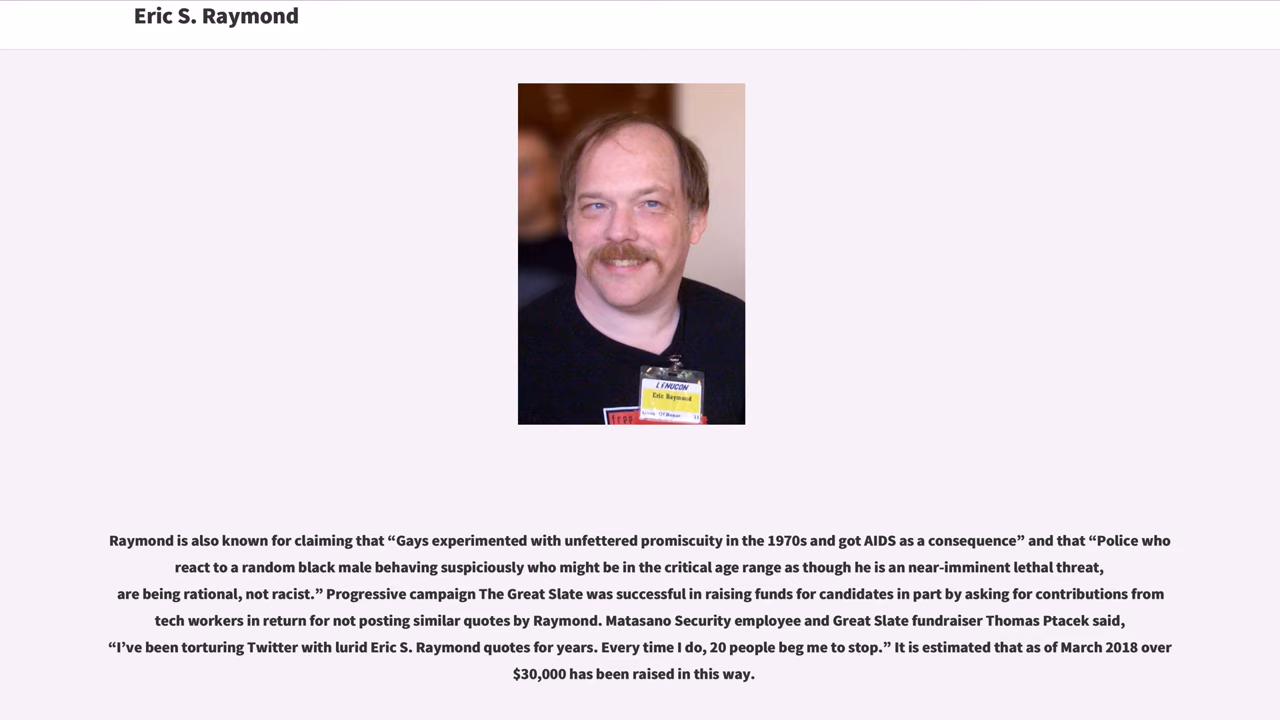 Eric S. Raymond
LINUCON
Eric Raymond
Raymond is also known for claiming that “Gays experimented with unfettered promiscuity in the 1970s and got AIDS as a consequence” and that “Police who
react to a random black male behaving suspiciously who might be in the critical age range as though he is an near-imminent lethal threat,
are being rational, not racist.” Progressive campaign The Great Slate was successful in raising funds for candidates in part by asking for contributions from
tech workers in return for not posting similar quotes by Raymond. Matasano Security employee and Great Slate fundraiser Thomas Ptacek said,
“I’ve been torturing Twitter with lurid Eric S. Raymond quotes for years. Every time I do, 20 people beg me to stop.” It is estimated that as of March 2018 over
$30,000 has been raised in this way.